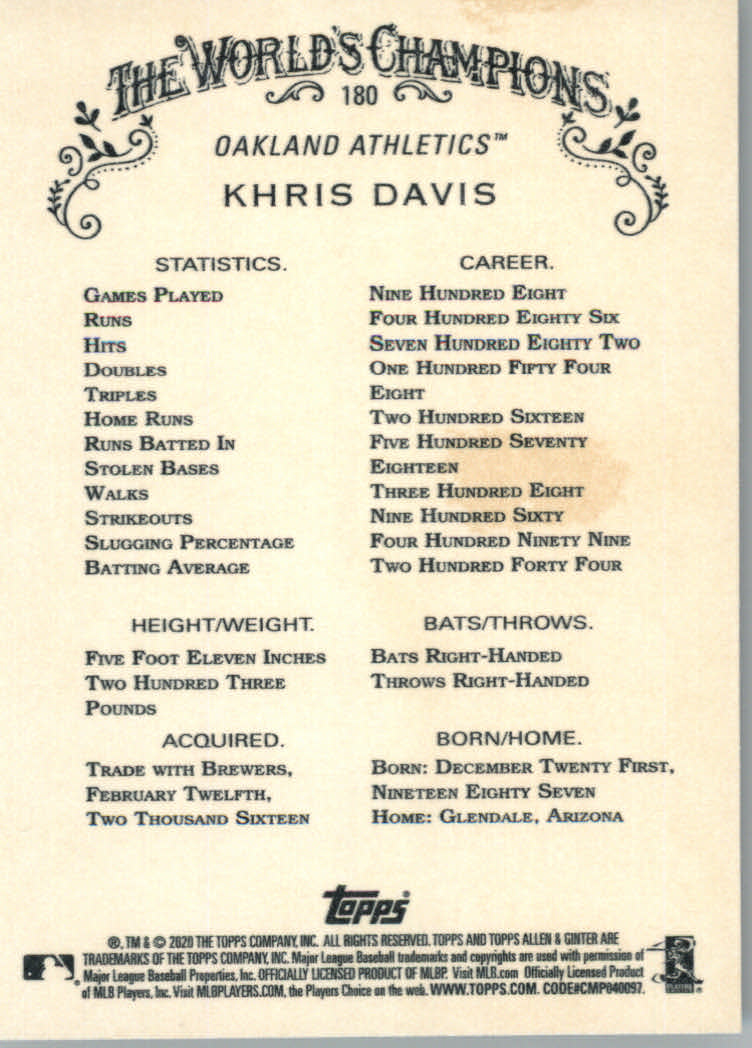 THE WORLD'S CHAMPIONS
180
OAKLAND ATHLETICS™
KHRIS DAVIS
STATISTICS.
GAMES PLAYED
RUNS
HITS
DOUBLES
TRIPLES
HOME RUNS
RUNS BATTED IN
STOLEN BASES
WALKS
STRIKEOUTS
SLUGGING PERCENTAGE
BATTING AVERAGE
CAREER.
NINE HUNDRED EIGHT
FOUR HUNDRED EIGHTY SIX
SEVEN HUNDRED EIGHTY TWO
ONE HUNDRED FIFTY FOUR
EIGHT
TWO HUNDRED SIXTEEN
FIVE HUNDRED SEVENTY
EIGHTEEN
THREE HUNDRED EIGHT
NINE HUNDRED SIXTY
FOUR HUNDRED NINETY NINE
TWO HUNDRED FORTY FOUR
HEIGHT/WEIGHT.
FIVE FOOT ELEVEN INCHES
TWO HUNDRED THREE
POUNDS
BATS/THROWS.
BATS RIGHT-HANDED
THROWS RIGHT-HANDED
ACQUIRED.
TRADE WITH BREWERS,
FEBRUARY TWELFTH,
TWO THOUSAND SIXTEEN
BORN/HOME.
BORN: DECEMBER TWENTY FIRST,
NINETEEN EIGHTY SEVEN
HOME: GLENDALE, ARIZONA
Topps®
®, TM & © 2020 THE TOPPS COMPANY, INC. ALL RIGHTS RESERVED. TOPPS AND TOPPS ALLEN & GINTER ARE
TRADEMARKS OF THE TOPPS COMPANY, INC. Major League Baseball trademarks and copyrights are used with permission of
Major League Baseball Properties, Inc. OFFICIALLY LICENSED PRODUCT OF MLBP. Visit MLB.com Officially Licensed Product
of MLB Players, Inc. Visit MLBPLAYERS.COM, the Players Choice on the web. WWW.TOPPS.COM. CODE#CMP040097.